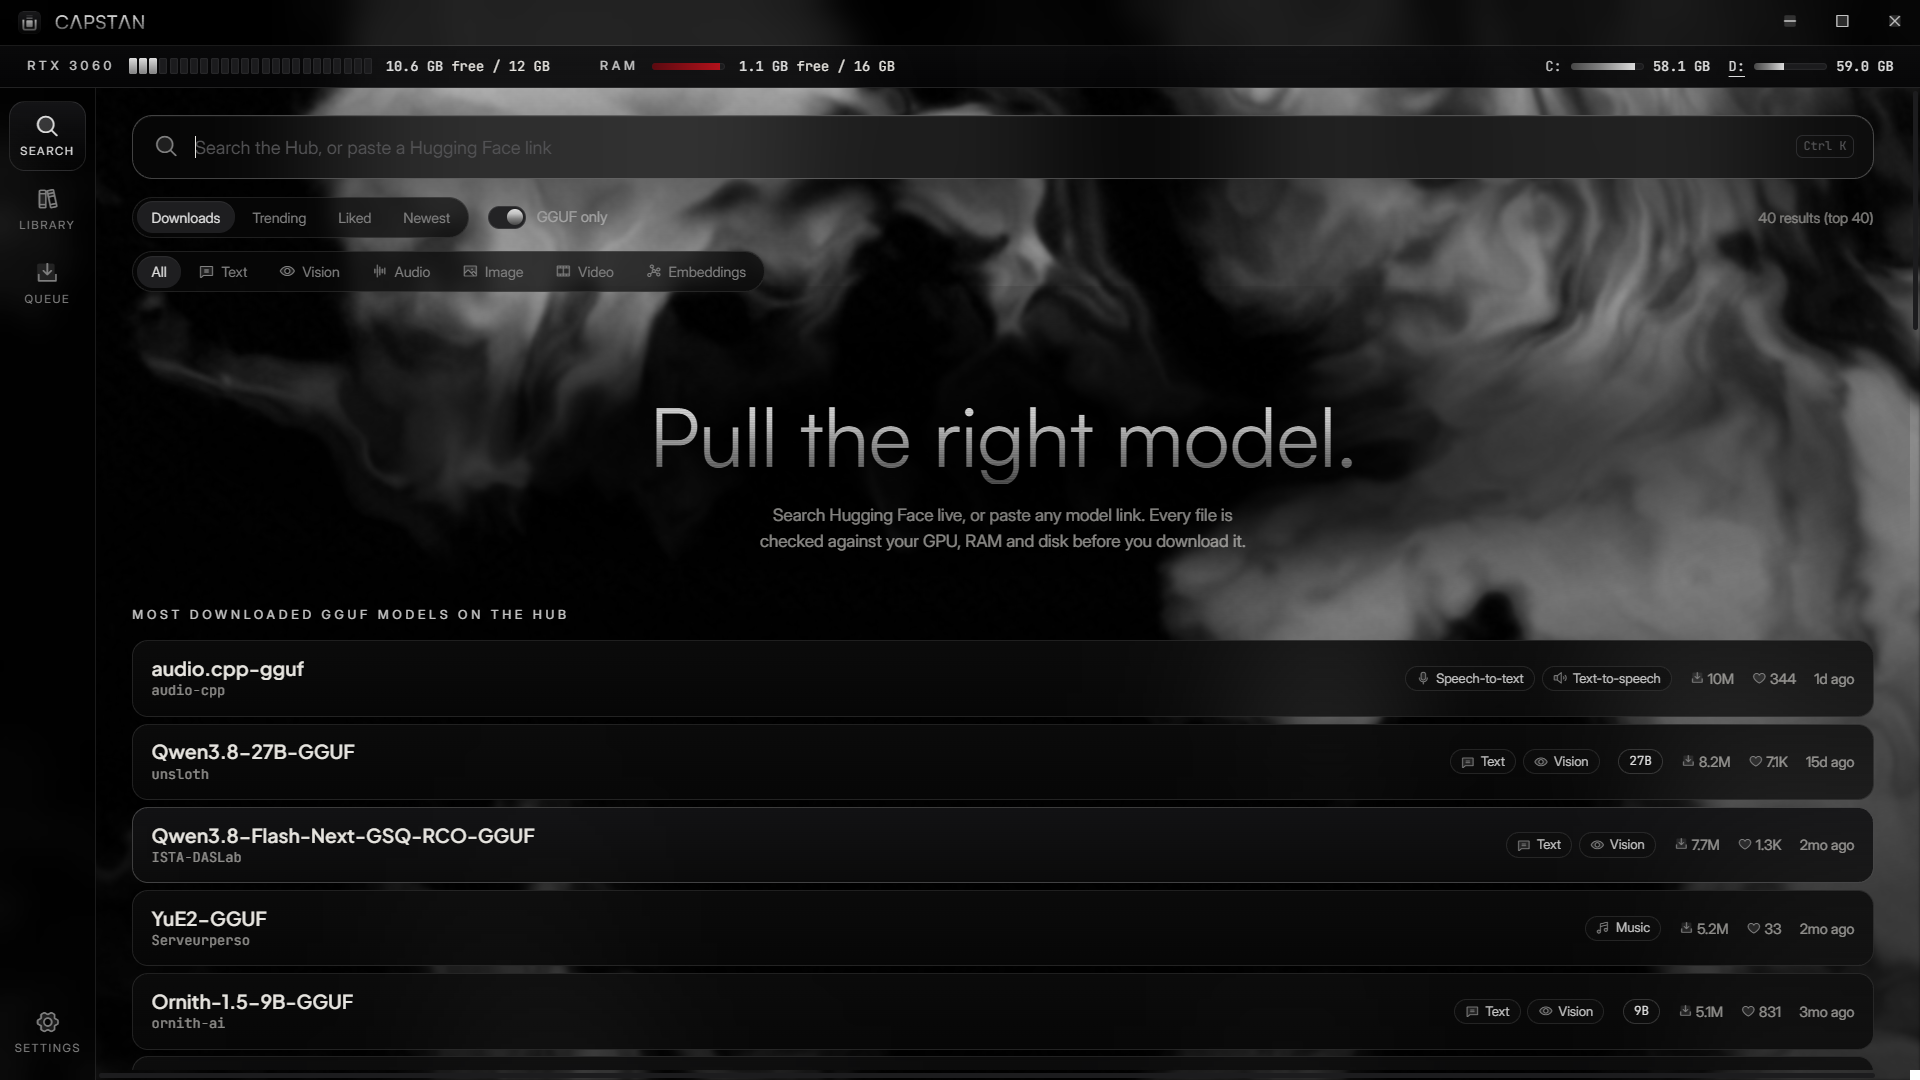 CAPSTAN
RTX 3060 10.6 GB free / 12 GB RAM 1.1 GB free / 16 GB C: 58.1 GB D: 59.0 GB
SEARCH
LIBRARY
QUEUE
SETTINGS
Search the Hub, or paste a Hugging Face link Ctrl K
Downloads Trending Liked Newest GGUF only 40 results (top 40)
All Text Vision Audio Image Video Embeddings
Pull the right model.
Search Hugging Face live, or paste any model link. Every file is
checked against your GPU, RAM and disk before you download it.
MOST DOWNLOADED GGUF MODELS ON THE HUB
audio.cpp-gguf
audio-cpp
Speech-to-text Text-to-speech 10M 344 1d ago
Qwen3.8-27B-GGUF
unsloth
Text Vision 27B 8.2M 7.1K 15d ago
Qwen3.8-Flash-Next-GSQ-RCO-GGUF
ISTA-DASLab
Text Vision 7.7M 1.3K 2mo ago
YuE2-GGUF
Serveurperso
Music 5.2M 33 2mo ago
Ornith-1.5-9B-GGUF
ornith-ai
Text Vision 9B 5.1M 831 3mo ago